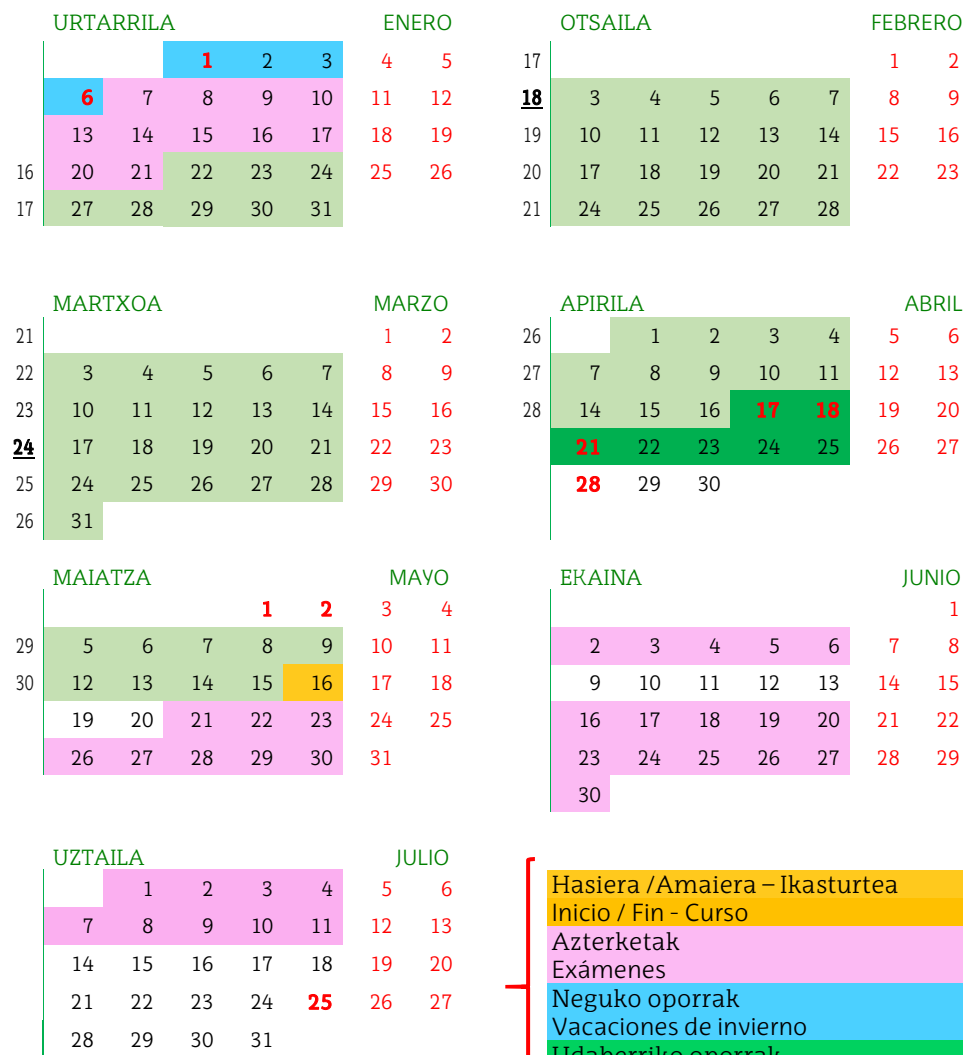 URTARRILA ENERO
1 2 3 4 5
6 7 8 9 10 11 12
13 14 15 16 17 18 19
16 20 21 22 23 24 25 26
17 27 28 29 30 31
OTSAILA FEBRERO
17 1 2
18 3 4 5 6 7 8 9
19 10 11 12 13 14 15 16
20 17 18 19 20 21 22 23
21 24 25 26 27 28
MARTXOA MARZO
21 1 2
22 3 4 5 6 7 8 9
23 10 11 12 13 14 15 16
24 17 18 19 20 21 22 23
25 24 25 26 27 28 29 30
26 31
APIRILA ABRIL
26 1 2 3 4 5 6
27 7 8 9 10 11 12 13
28 14 15 16 17 18 19 20
21 22 23 24 25 26 27
28 29 30
MAIATZA MAYO
1 2 3 4
29 5 6 7 8 9 10 11
30 12 13 14 15 16 17 18
19 20 21 22 23 24 25
26 27 28 29 30 31
EKAINA JUNIO
1
2 3 4 5 6 7 8
9 10 11 12 13 14 15
16 17 18 19 20 21 22
23 24 25 26 27 28 29
30
UZTAILA JULIO
1 2 3 4 5 6
7 8 9 10 11 12 13
14 15 16 17 18 19 20
21 22 23 24 25 26 27
28 29 30 31
Hasiera /Amaiera – Ikasturtea
Inicio / Fin - Curso
Azterketak
Exámenes
Neguko oporrak
Vacaciones de invierno
Udaberriko oporrak